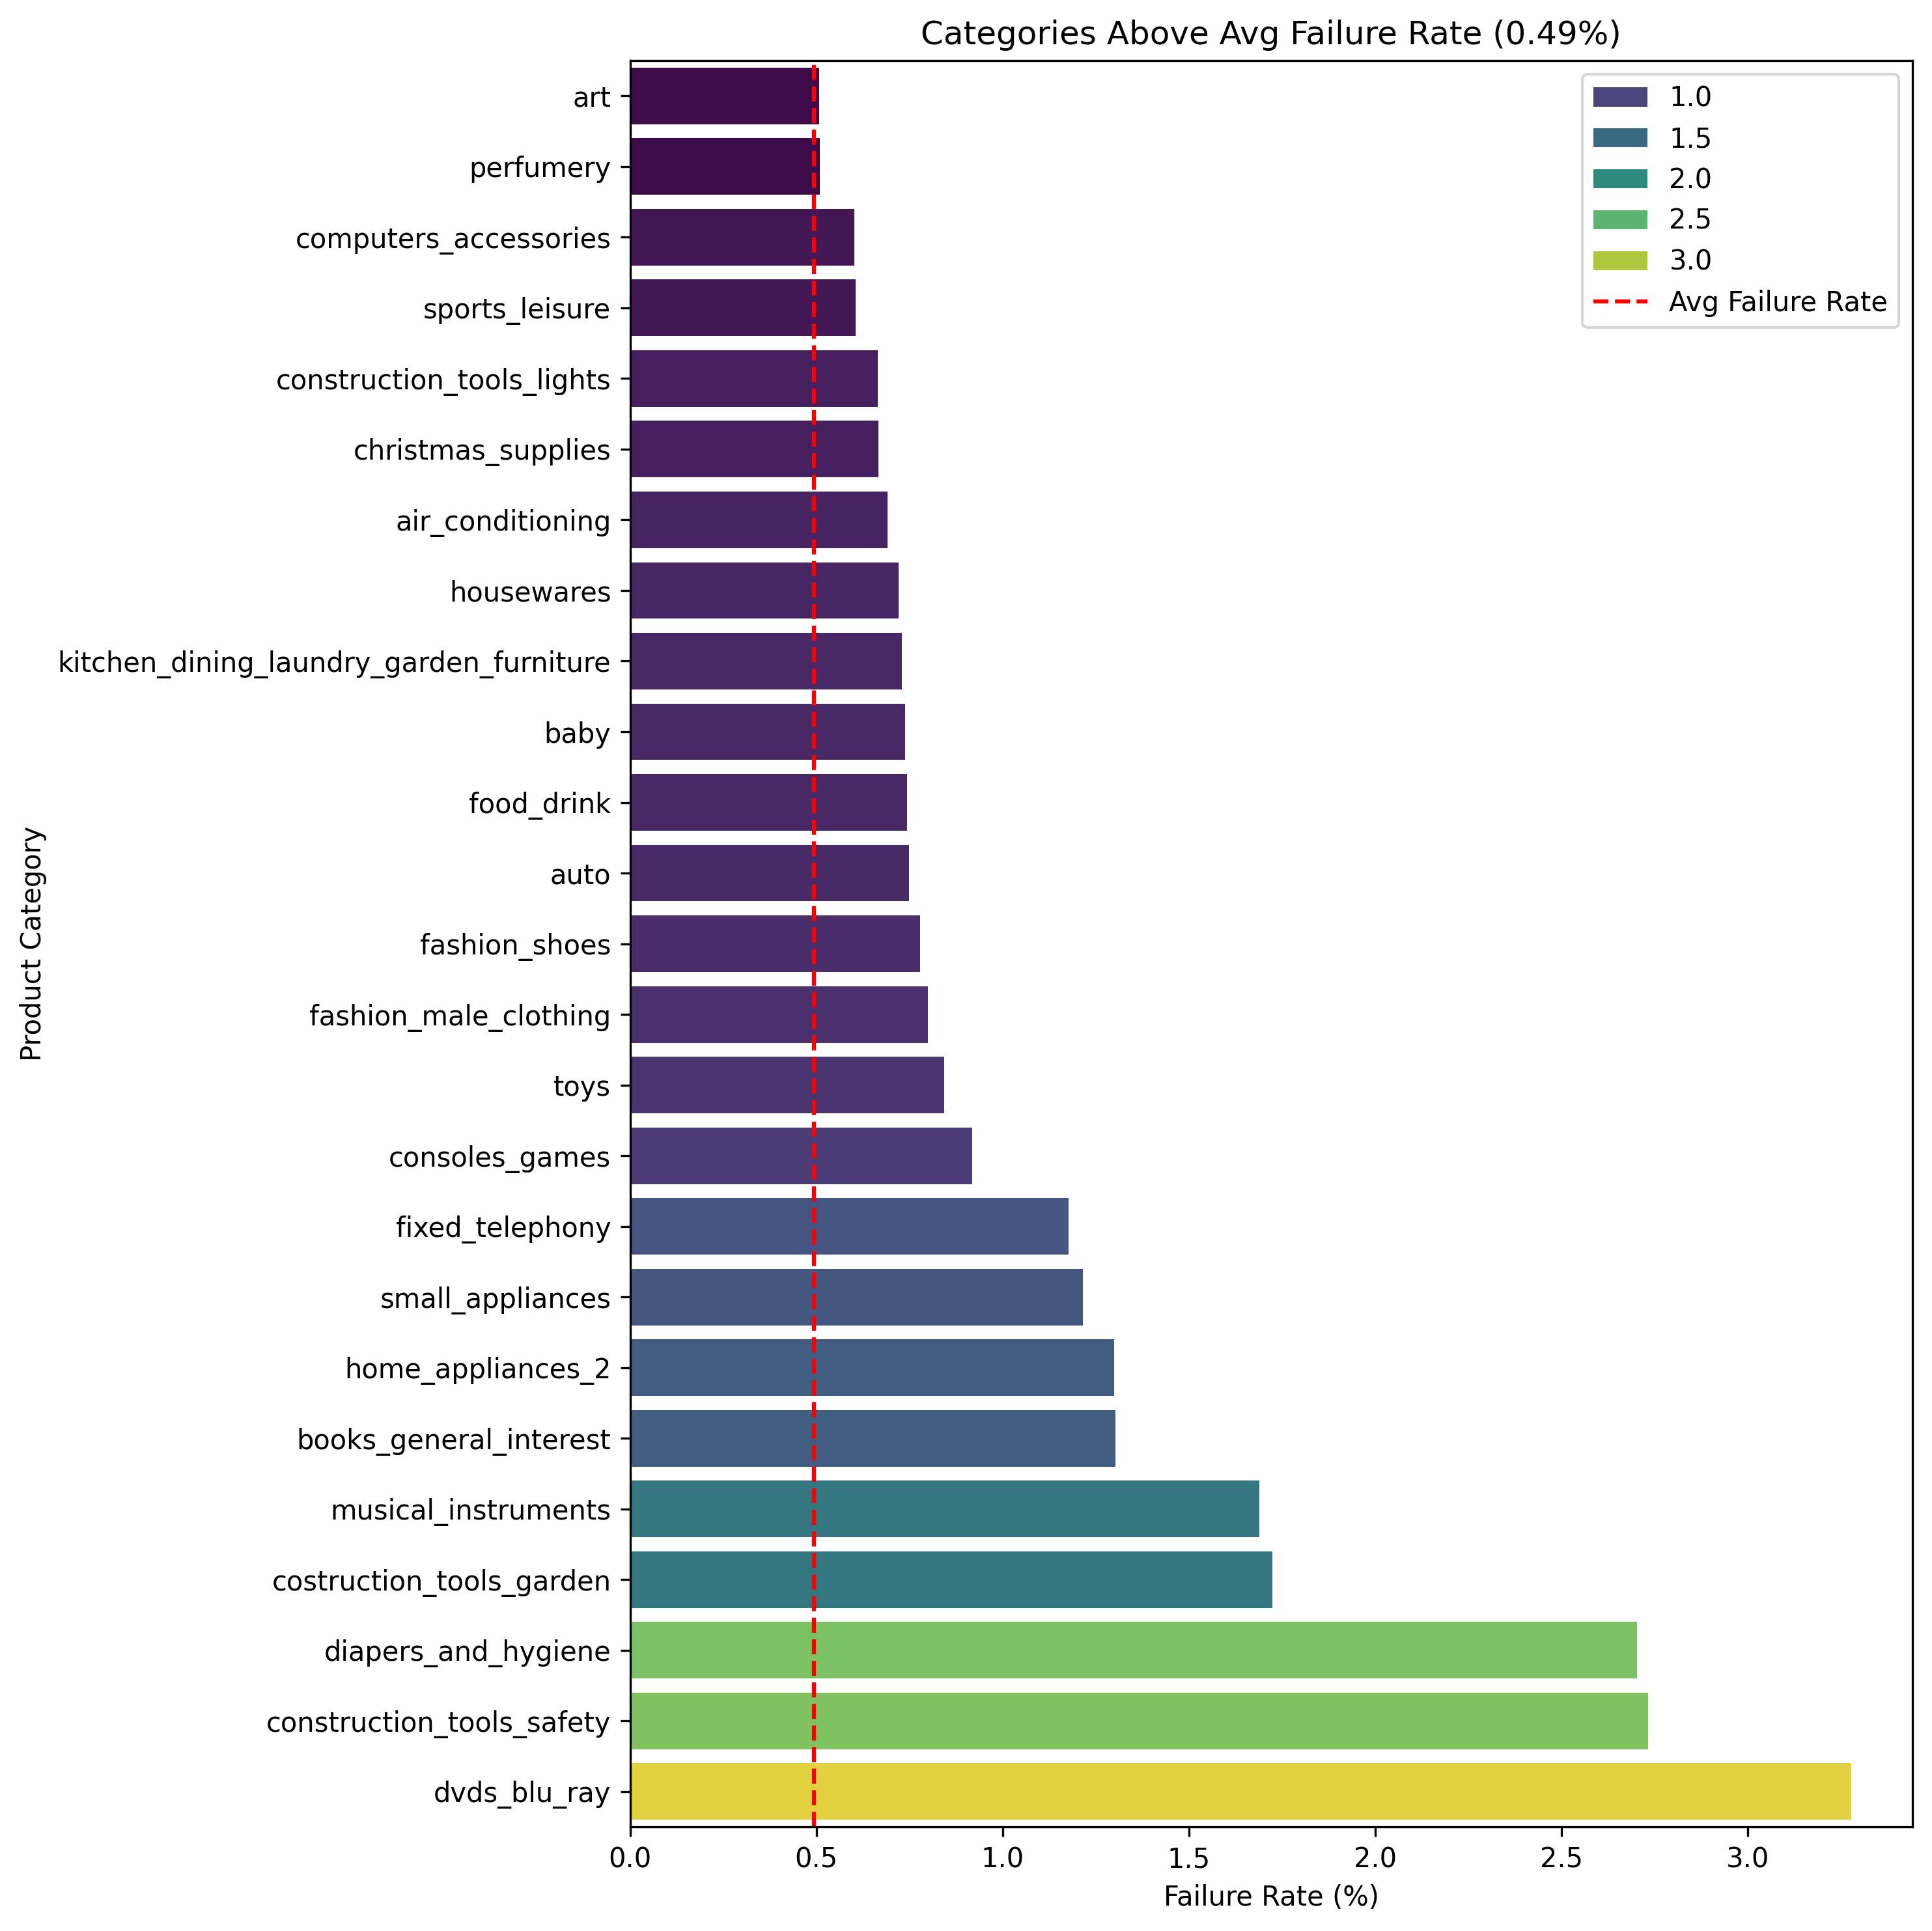 Categories Above Avg Failure Rate (0.49%)
1.0
1.5
2.0
2.5
3.0
Avg Failure Rate
Product Category
art
perfumery
computers_accessories
sports_leisure
construction_tools_lights
christmas_supplies
air_conditioning
housewares
kitchen_dining_laundry_garden_furniture
baby
food_drink
auto
fashion_shoes
fashion_male_clothing
toys
consoles_games
fixed_telephony
small_appliances
home_appliances_2
books_general_interest
musical_instruments
costruction_tools_garden
diapers_and_hygiene
construction_tools_safety
dvds_blu_ray
0.0 0.5 1.0 1.5 2.0 2.5 3.0
Failure Rate (%)